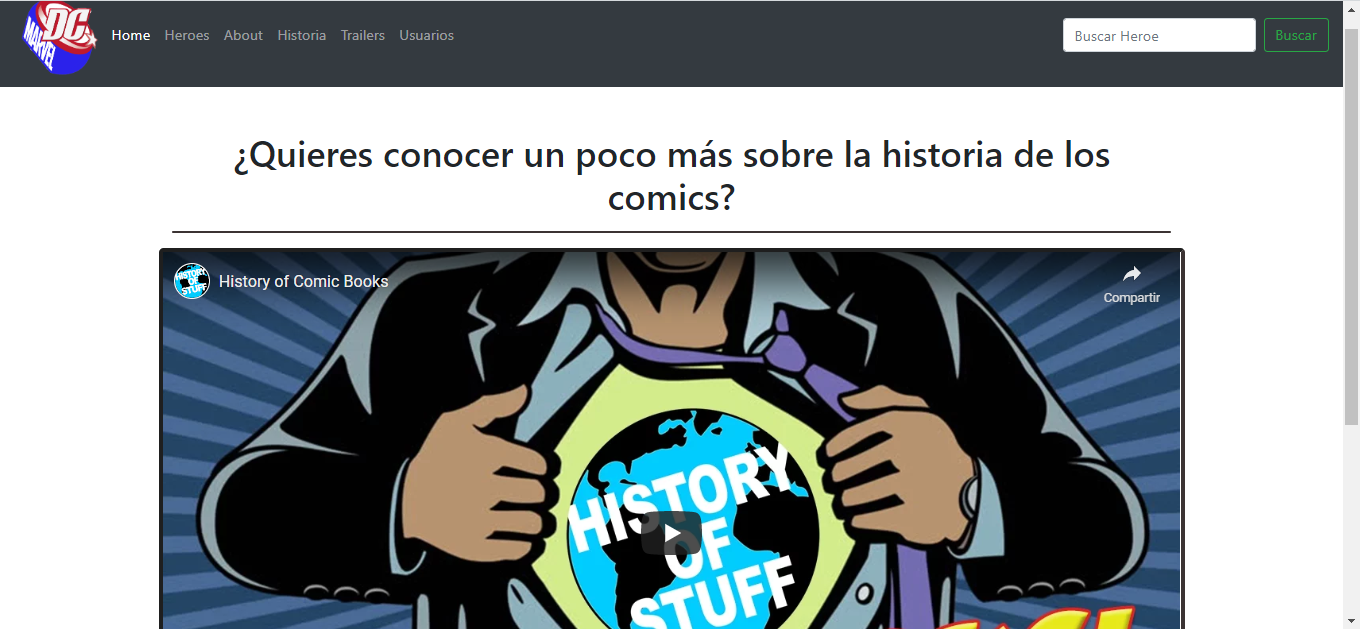 DC
MARVEL
Home Heroes About Historia Trailers Usuarios
Buscar Heroe
Buscar
¿Quieres conocer un poco más sobre la historia de los
comics?
HISTORY
OF
STUFF
History of Comic Books
Compartir
HISTORY
OF
STUFF